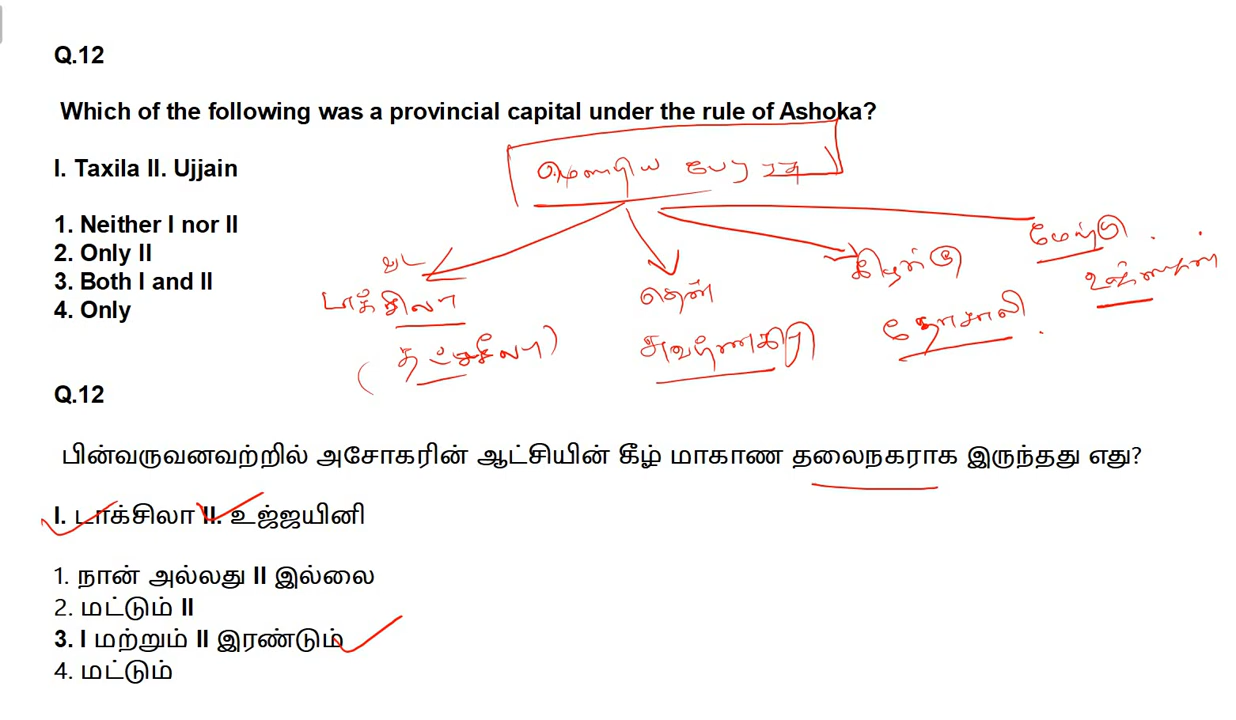 Q.12
Which of the following was a provincial capital under the rule of Ashoka?
I. Taxila II. Ujjain
மௌரிய பேரரசு
1. Neither I nor II
2. Only II
3. Both I and II
4. Only
வட
டாக்சிலா
(தட்சசீலா)
தென்
சுவர்ணகிரி
கிழக்கு
தோசாலி
மேற்கு
Q.12
பின்வருவனவற்றில் அசோகரின் ஆட்சியின் கீழ் மாகாண தலைநகராக இருந்தது எது?
I. டாக்சிலா II. உஜ்ஜயினி
1. நான் அல்லது II இல்லை
2. மட்டும் II
3. I மற்றும் II இரண்டும்
4. மட்டும்